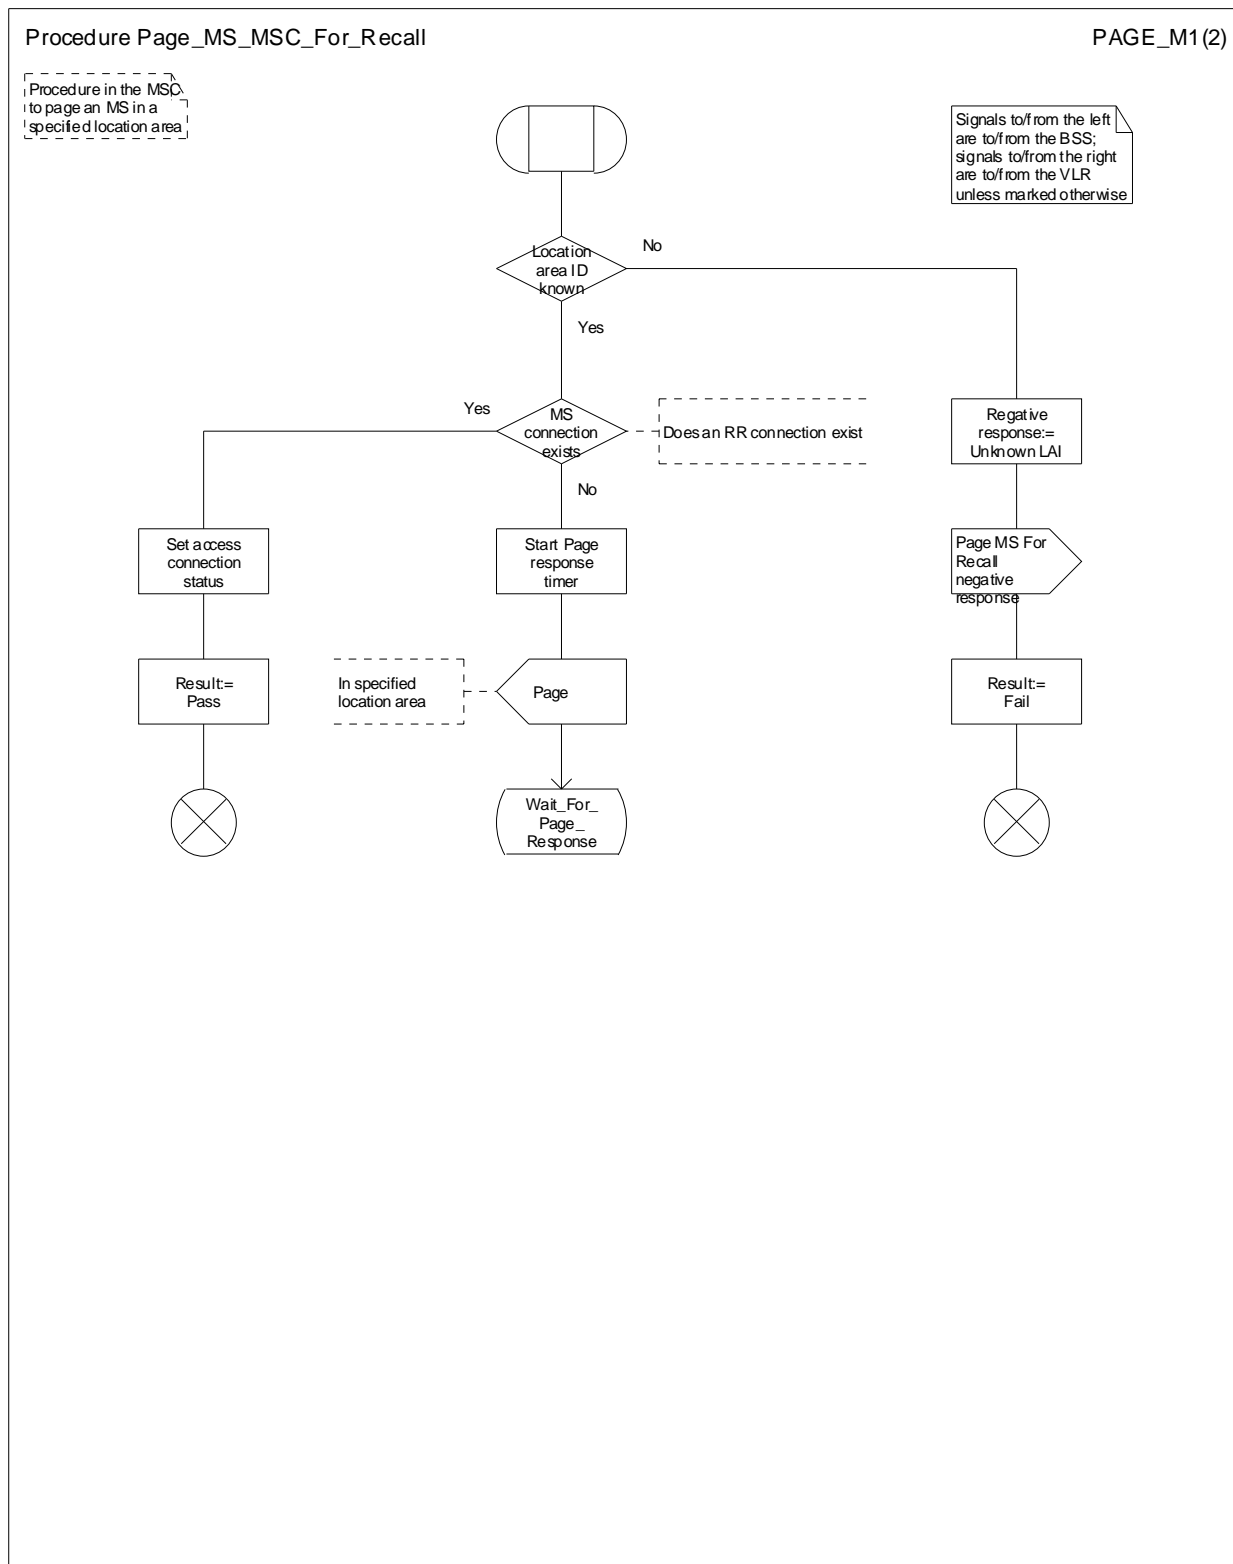 Procedure Page_MS_MSC_For_Recall
PAGE_M1(2)
Procedure in the MSC
to page an MS in a
specified location area
Signals to/from the left
are to/from the BSS;
signals to/from the right
are to/from the VLR
unless marked otherwise
Location
area ID
known
No
Yes
Yes
MS
connection
exists
Does an RR connection exist
Regative
response:=
Unknown LAI
No
Set access
connection
status
Start Page
response
timer
Page MS For
Recall
negative
response
Result:=
Pass
In specified
location area
Page
Result:=
Fail
Wait_For_
Page_
Response